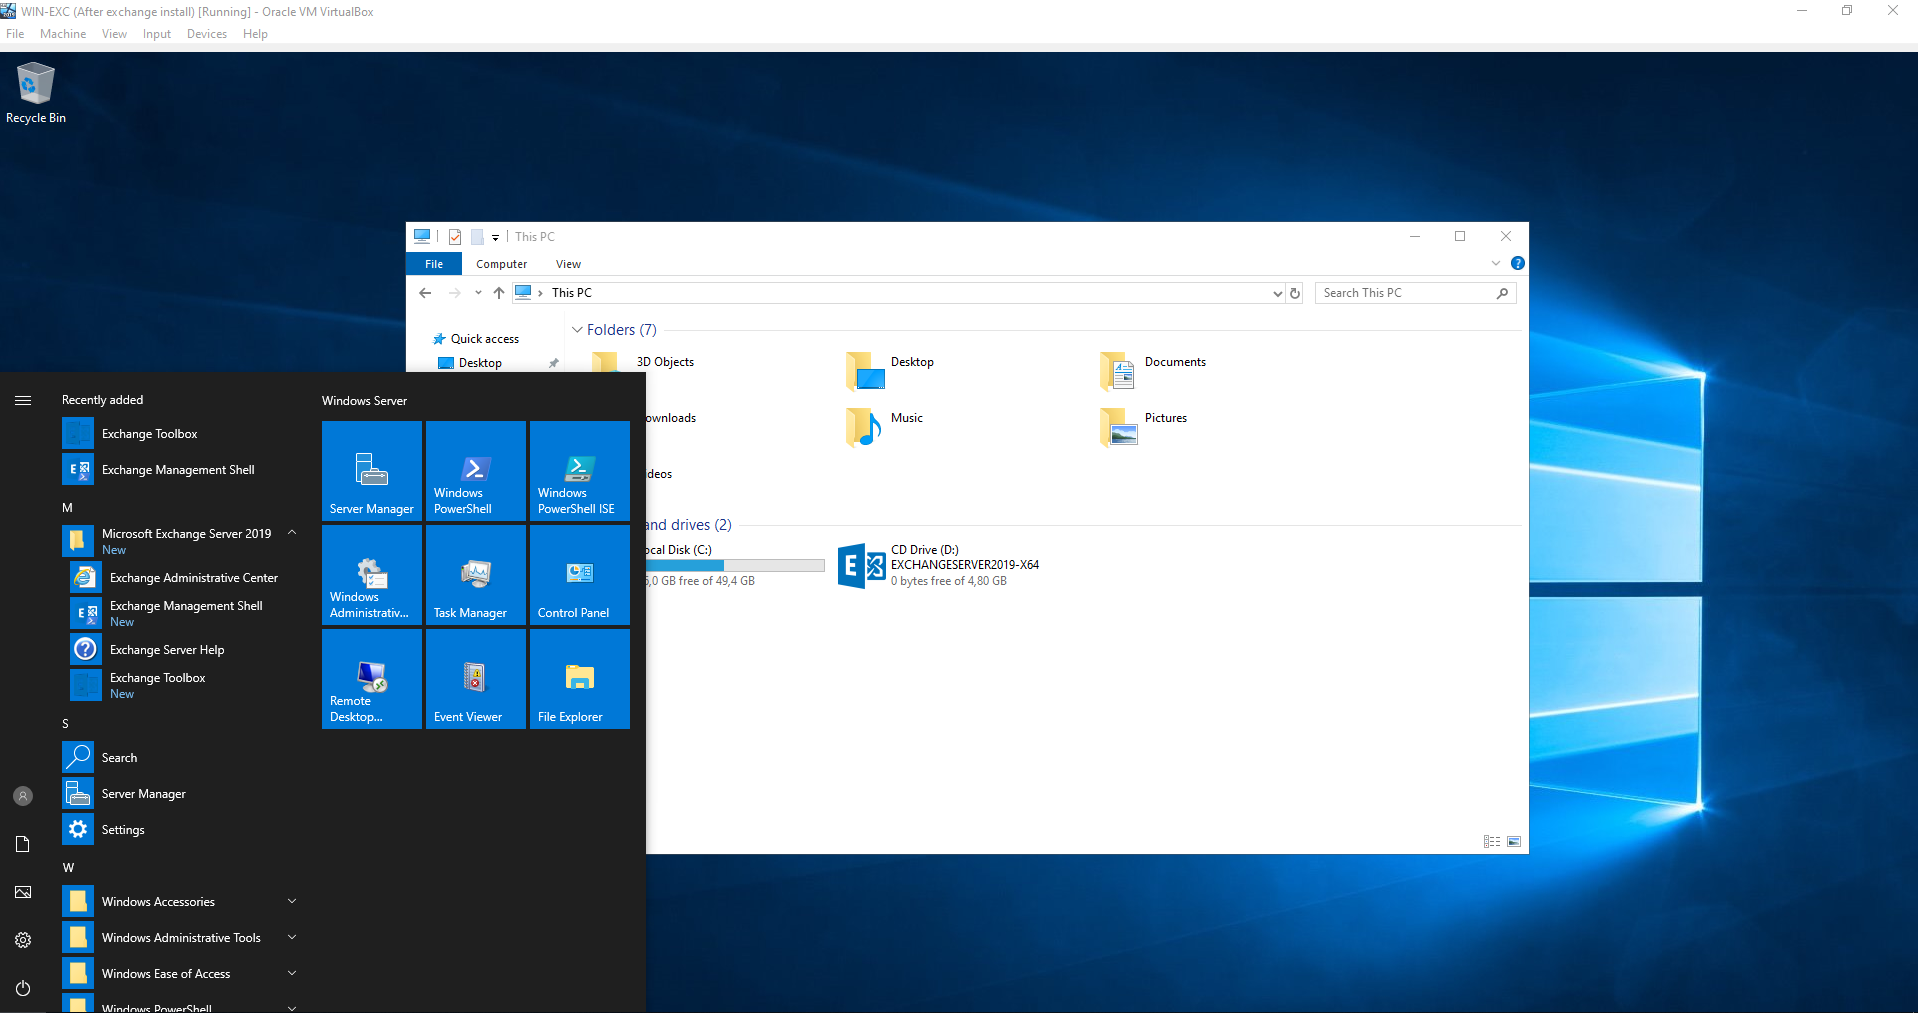 WIN-EXC (After exchange install) [Running] - Oracle VM VirtualBox
File Machine View Input Devices Help
Recycle Bin
This PC
File Computer View
This PC
Search This PC
Quick access
Desktop
Folders (7)
3D Objects
Desktop
Documents
ownloads
Music
Pictures
ideos
and drives (2)
ocal Disk (C:)
,0 GB free of 49,4 GB
CD Drive (D:)
EXCHANGESERVER2019-X64
0 bytes free of 4,80 GB
Recently added
Exchange Toolbox
Exchange Management Shell
M
Microsoft Exchange Server 2019
New
Exchange Administrative Center
Exchange Management Shell
New
Exchange Server Help
Exchange Toolbox
New
S
Search
Server Manager
Settings
W
Windows Accessories
Windows Administrative Tools
Windows Ease of Access
Windows PowerShell
Windows Server
Server Manager
Windows
PowerShell
Windows
PowerShell ISE
Windows
Administrativ...
Task Manager
Control Panel
Remote
Desktop...
Event Viewer
File Explorer